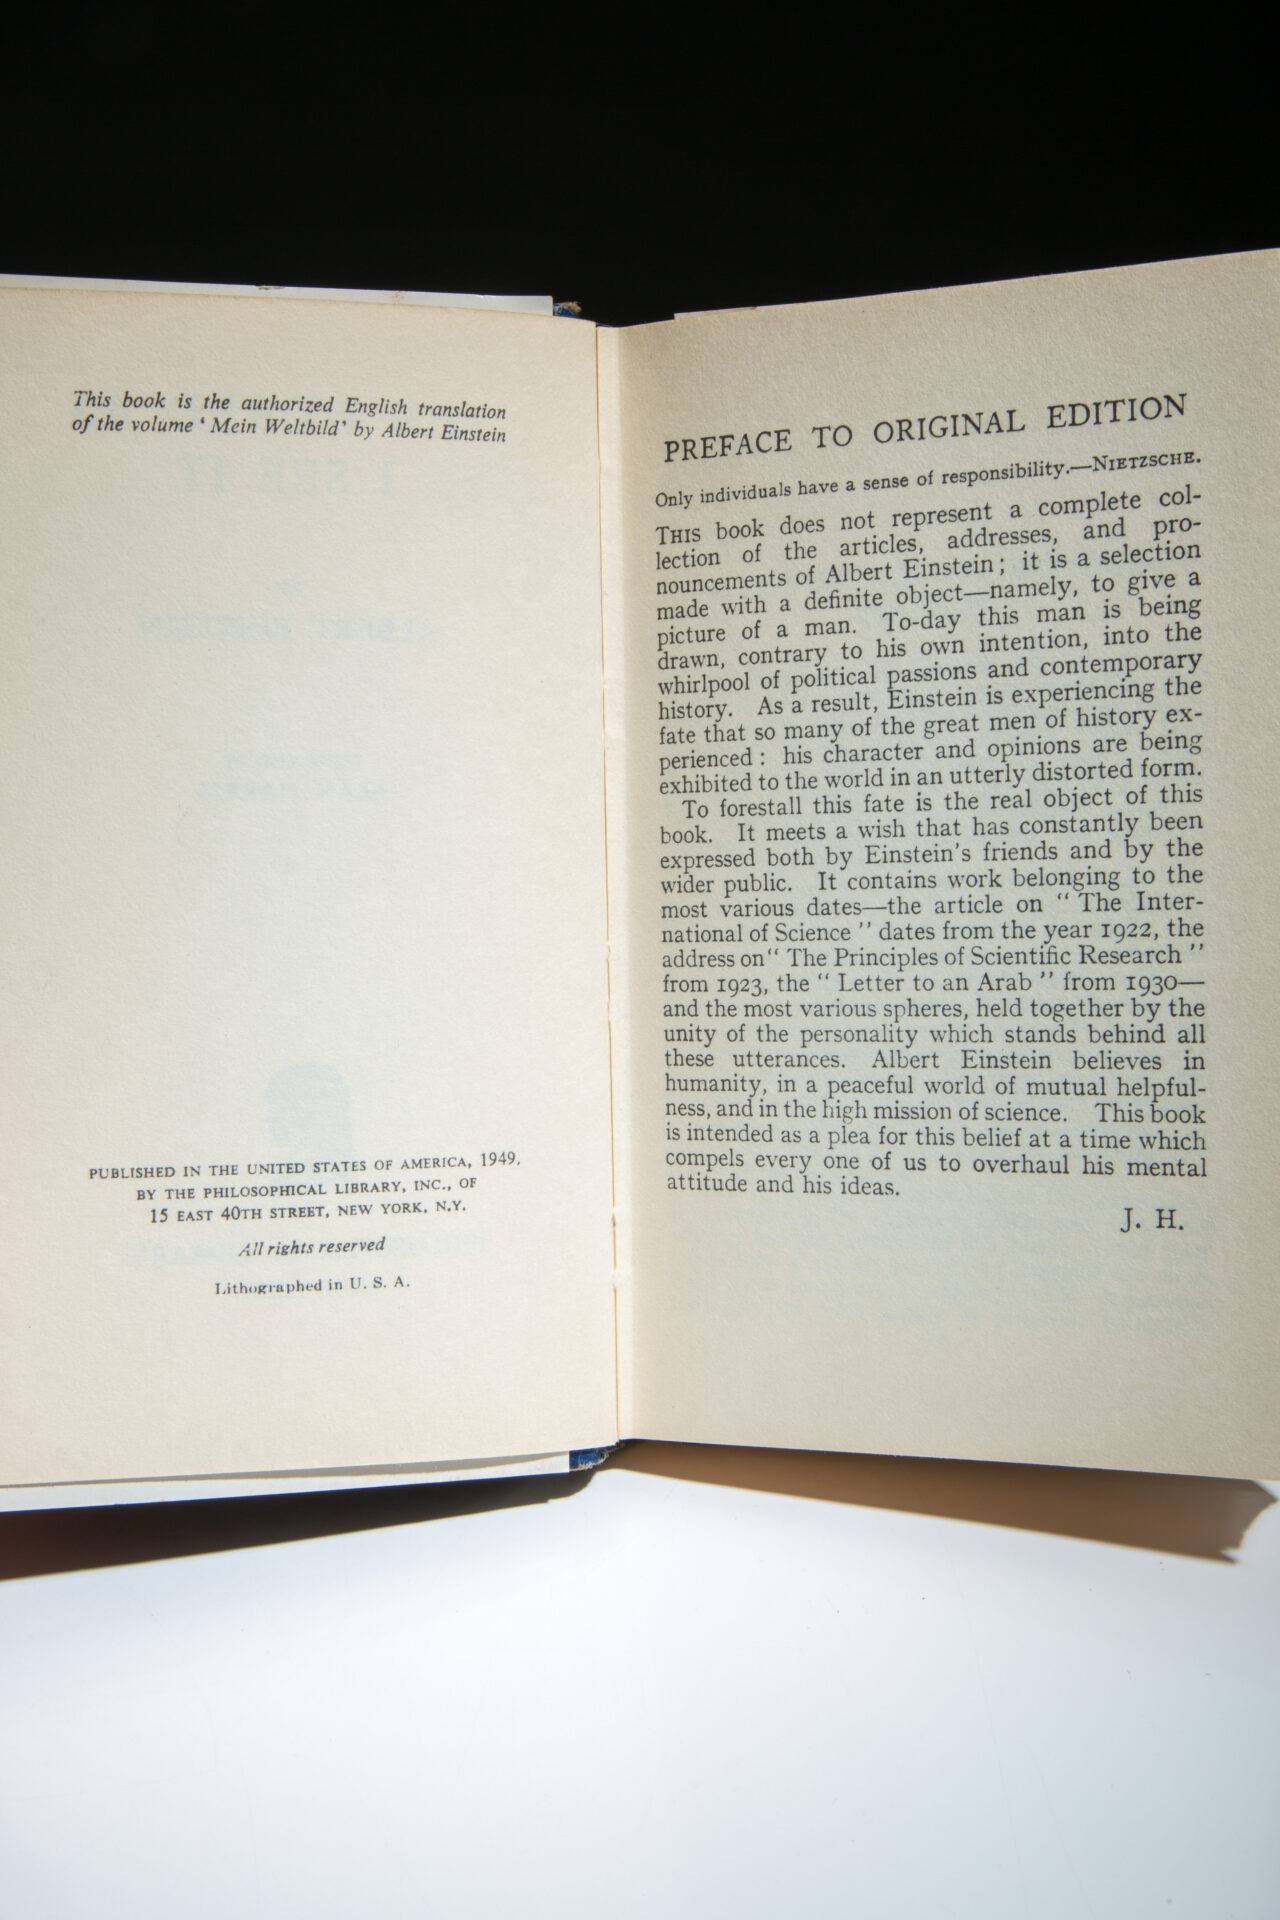 This book is the authorized English translation
of the volume ‘ Mein Weltbild’ by Albert Einstein
PUBLISHED IN THE UNITED STATES OF AMERICA, 1949,
BY THE PHILOSOPHICAL LIBRARY, INC., OF
15 EAST 40TH STREET, NEW YORK, N.Y.
All rights reserved
Lithographed in U. S. A.
PREFACE TO ORIGINAL EDITION
Only individuals have a sense of responsibility.—NIETZSCHE.
THIS book does not represent a complete col-
lection of the articles, addresses, and pro-
nouncements of Albert Einstein; it is a selection
made with a definite object—namely, to give a
picture of a man. To-day this man is being
drawn, contrary to his own intention, into the
whirlpool of political passions and contemporary
history. As a result, Einstein is experiencing the
fate that so many of the great men of history ex-
perienced : his character and opinions are being
exhibited to the world in an utterly distorted form.
To forestall this fate is the real object of this
book. It meets a wish that has constantly been
expressed both by Einstein's friends and by the
wider public. It contains work belonging to the
most various dates—the article on “ The Inter-
national of Science ” dates from the year 1922, the
address on “ The Principles of Scientific Research ”
from 1923, the “ Letter to an Arab ” from 1930—
and the most various spheres, held together by the
unity of the personality which stands behind all
these utterances. Albert Einstein believes in
humanity, in a peaceful world of mutual helpful-
ness, and in the high mission of science. This book
is intended as a plea for this belief at a time which
compels every one of us to overhaul his mental
attitude and his ideas.
J. H.